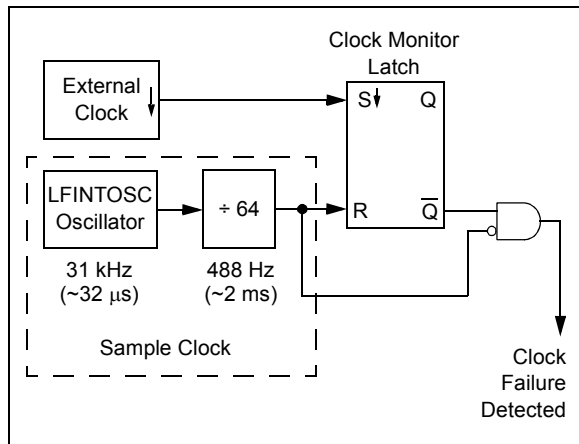 Clock Monitor
Latch
External
Clock
S
Q
LFINTOSC
Oscillator
÷ 64
R
Q̅
31 kHz
(~32 μs)
488 Hz
(~2 ms)
Sample Clock
Clock
Failure
Detected